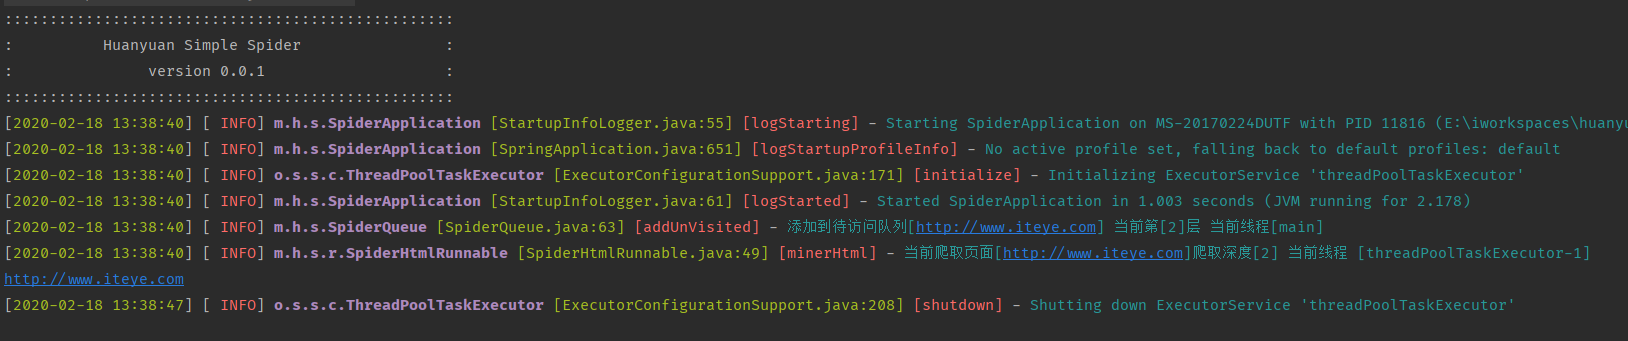 ::::::::::::::::::::::::::::::::::::::::::::::::::
:          Huanyuan Simple Spider                :
:               version 0.0.1                    :
::::::::::::::::::::::::::::::::::::::::::::::::::
[2020-02-18 13:38:40] [ INFO] m.h.s.SpiderApplication [StartupInfoLogger.java:55] [logStarting] - Starting SpiderApplication on MS-20170224DUTF with PID 11816 (E:\iworkspaces\huanyu
[2020-02-18 13:38:40] [ INFO] m.h.s.SpiderApplication [SpringApplication.java:651] [logStartupProfileInfo] - No active profile set, falling back to default profiles: default
[2020-02-18 13:38:40] [ INFO] o.s.s.c.ThreadPoolTaskExecutor [ExecutorConfigurationSupport.java:171] [initialize] - Initializing ExecutorService 'threadPoolTaskExecutor'
[2020-02-18 13:38:40] [ INFO] m.h.s.SpiderApplication [StartupInfoLogger.java:61] [logStarted] - Started SpiderApplication in 1.003 seconds (JVM running for 2.178)
[2020-02-18 13:38:40] [ INFO] m.h.s.SpiderQueue [SpiderQueue.java:63] [addUnVisited] - 添加到待访问队列[http://www.iteye.com] 当前第[2]层 当前线程[main]
[2020-02-18 13:38:40] [ INFO] m.h.s.r.SpiderHtmlRunnable [SpiderHtmlRunnable.java:49] [minerHtml] - 当前爬取页面[http://www.iteye.com]爬取深度[2] 当前线程 [threadPoolTaskExecutor-1]
http://www.iteye.com
[2020-02-18 13:38:47] [ INFO] o.s.s.c.ThreadPoolTaskExecutor [ExecutorConfigurationSupport.java:208] [shutdown] - Shutting down ExecutorService 'threadPoolTaskExecutor'